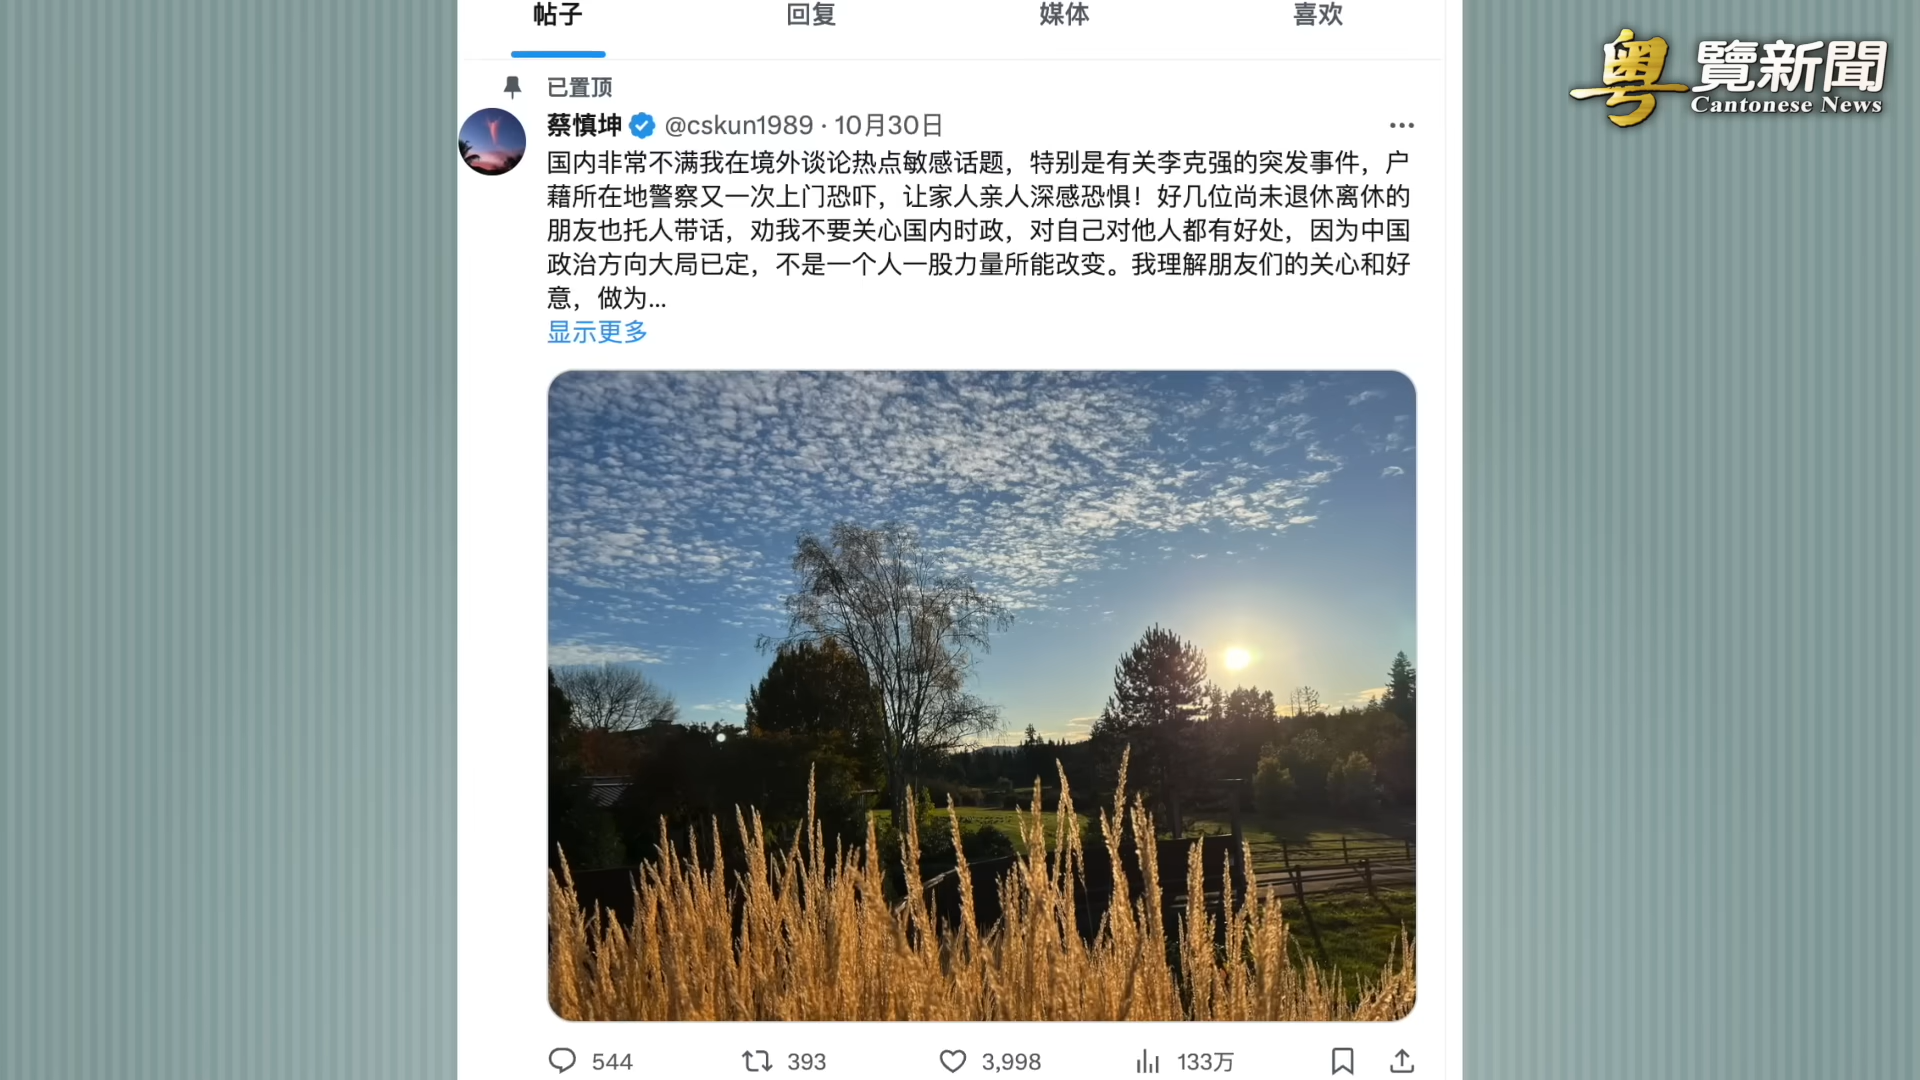 帖子 回复 媒体 喜欢
已置顶
蔡慎坤 @cskun1989 · 10月30日
国内非常不满我在境外谈论热点敏感话题，特别是有关李克强的突发事件，户
藉所在地警察又一次上门恐吓，让家人亲人深感恐惧！好几位尚未退休离休的
朋友也托人带话，劝我不要关心国内时政，对自己对他人都有好处，因为中国
政治方向大局已定，不是一个人一股力量所能改变。我理解朋友们的关心和好
意，做为...
显示更多
544 393 3,998 133万
粤覽新聞
Cantonese News